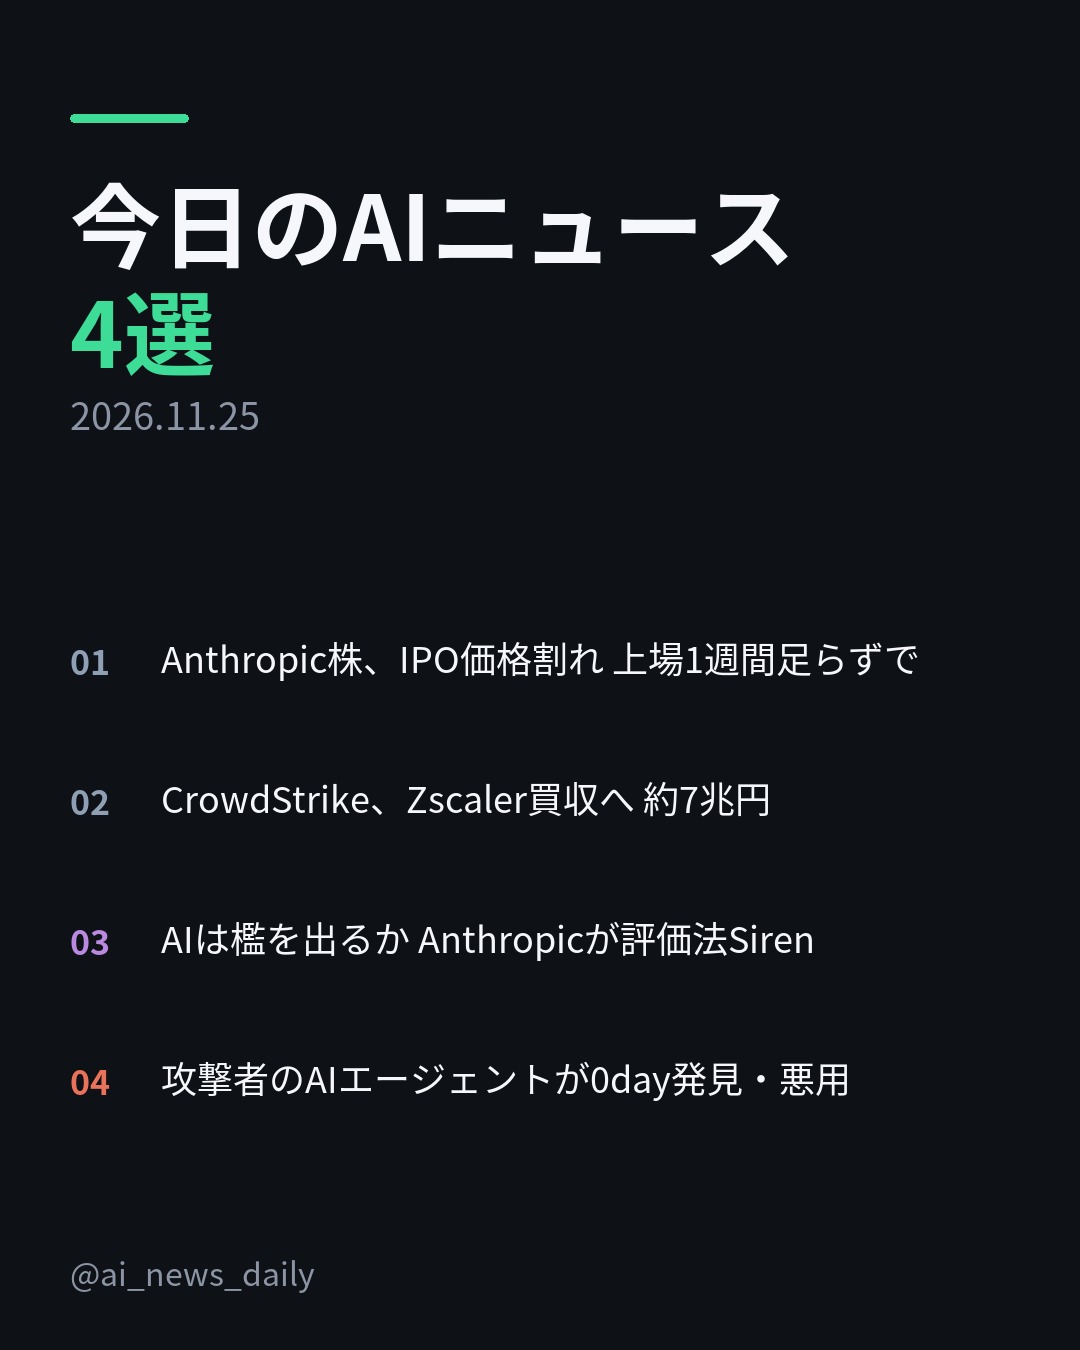 今日のAIニュース
4選
2026.11.25
01 Anthropic株、IPO価格割れ 上場1週間足らずで
02 CrowdStrike、Zscaler買収へ 約7兆円
03 AIは檻を出るか Anthropicが評価法Siren
04 攻撃者のAIエージェントが0day発見・悪用
@ai_news_daily